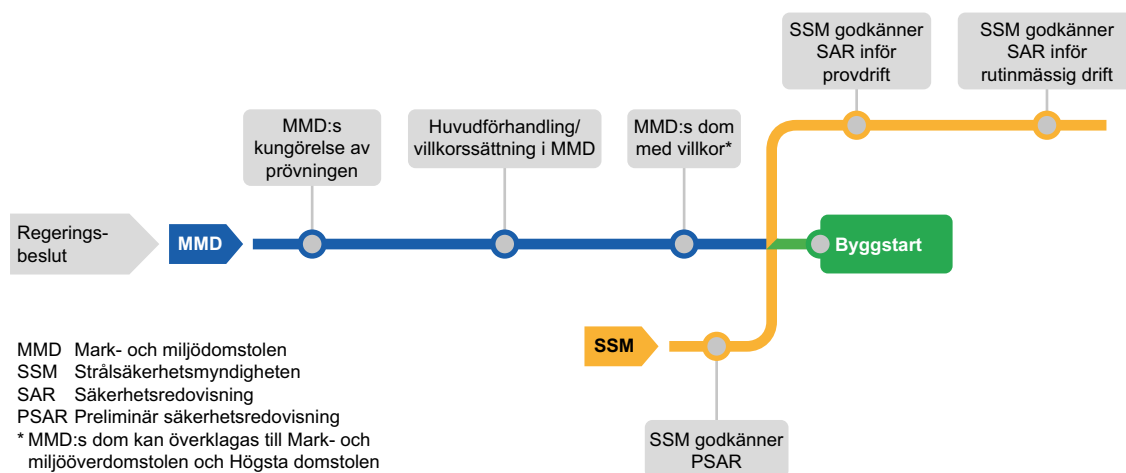 SSM godkänner
SAR inför
provdrift
SSM godkänner
SAR inför
rutinmässig drift
MMD:s
kungörelse av
prövningen
Huvudförhandling/
villkorssättning i MMD
MMD:s dom
med villkor*
Regerings-
beslut
MMD
Byggstart
SSM
SSM godkänner
PSAR
MMD Mark- och miljödomstolen
SSM Strålsäkerhetsmyndigheten
SAR Säkerhetsredovisning
PSAR Preliminär säkerhetsredovisning
* MMD:s dom kan överklagas till Mark- och
miljööverdomstolen och Högsta domstolen